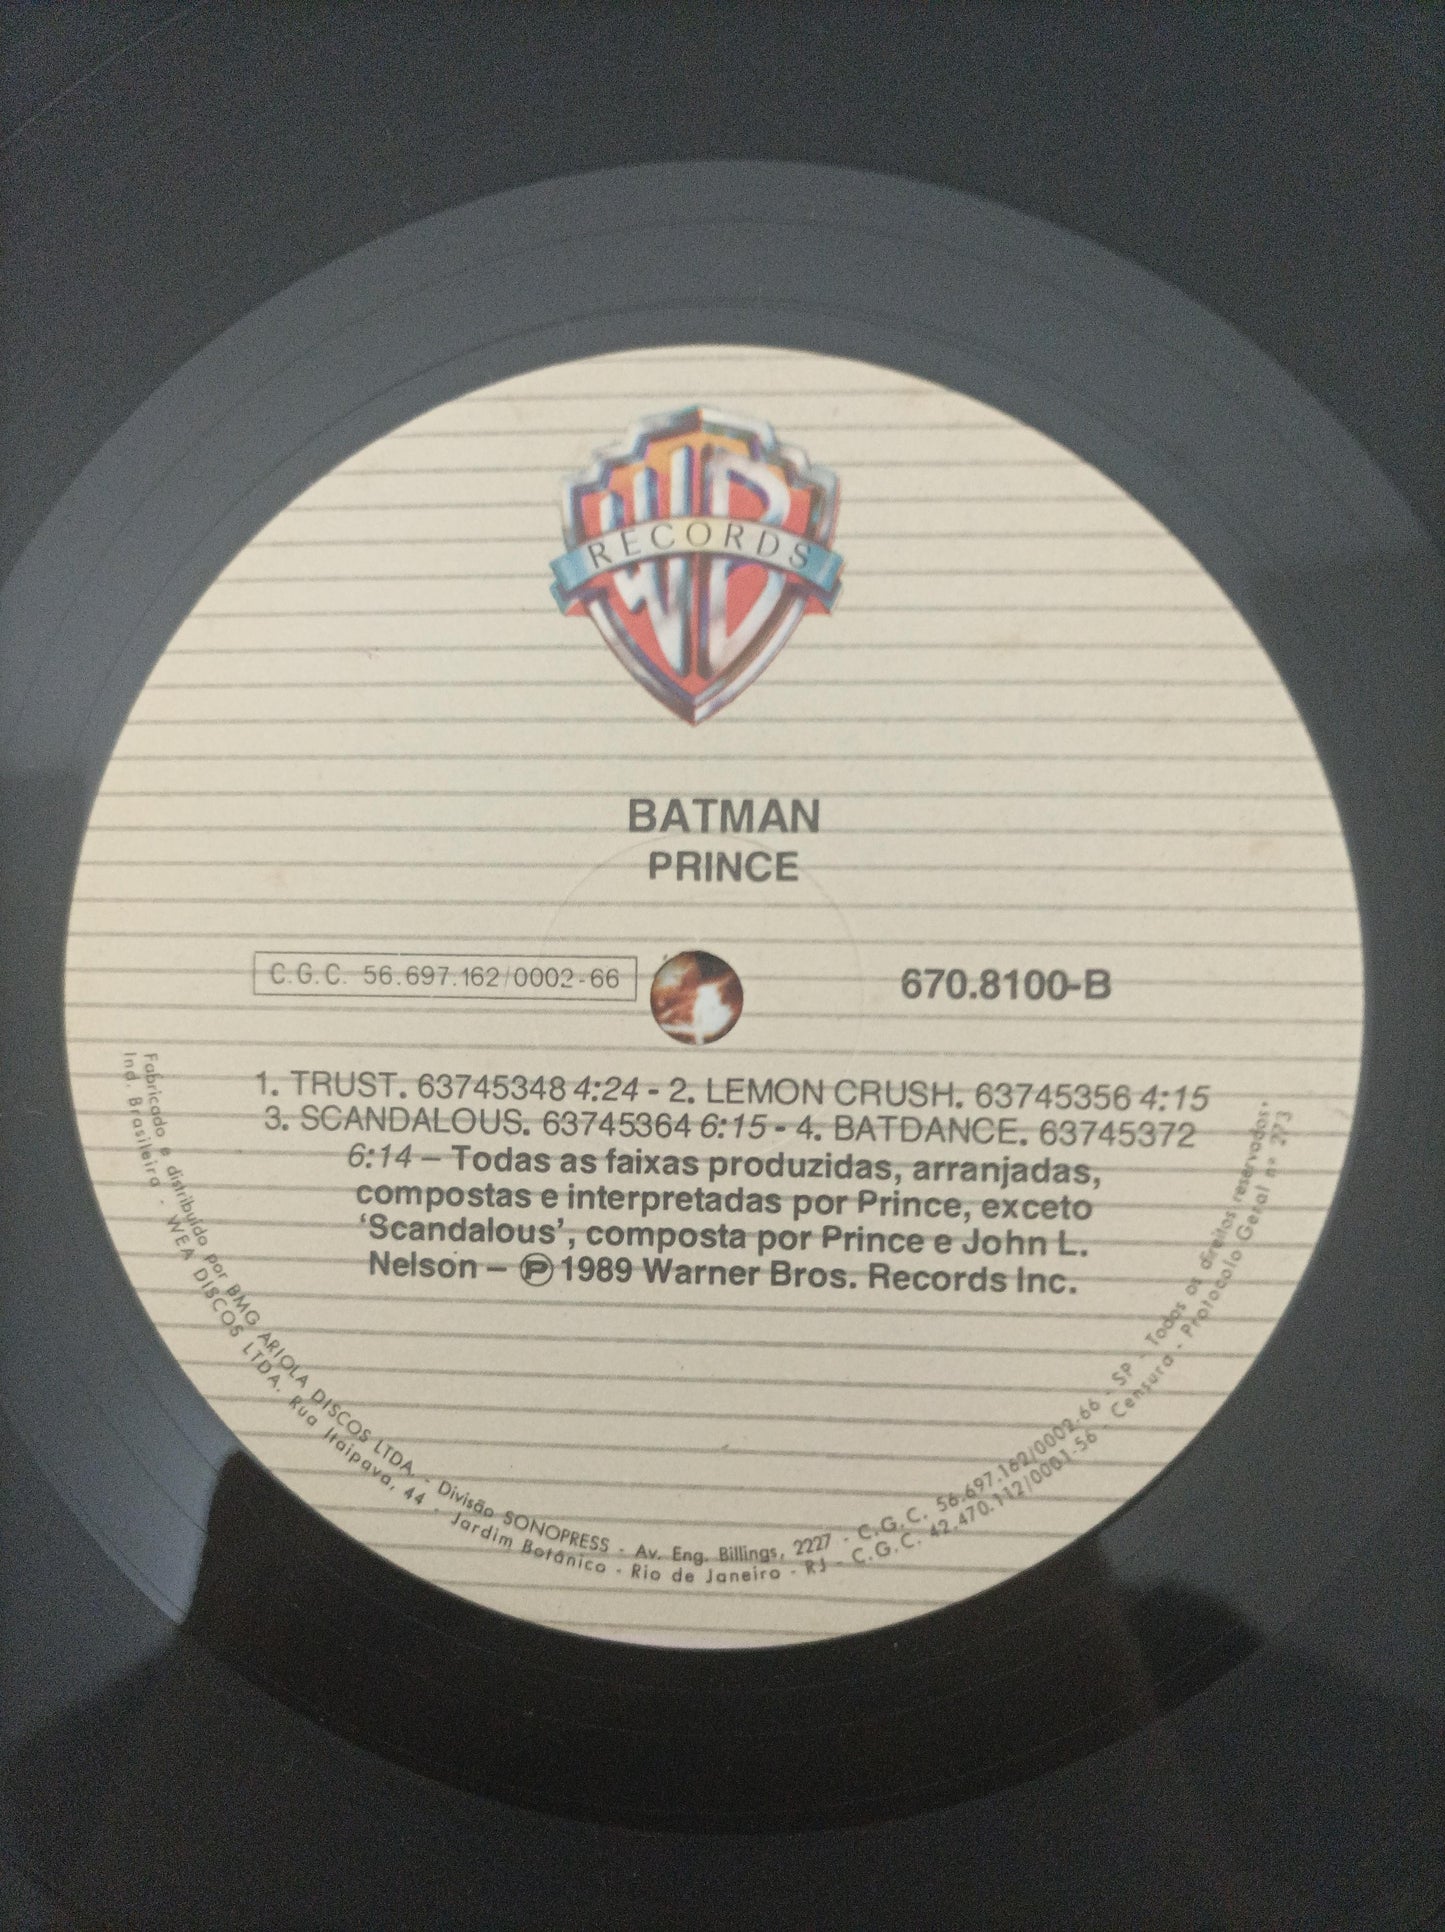 WB
RECORDS
BATMAN
PRINCE
C.G.C. 56.697.162/0002-66
670.8100-B
1. TRUST. 63745348 4:24 - 2. LEMON CRUSH. 63745356 4:15
3. SCANDALOUS. 63745364 6:15 - 4. BATDANCE. 63745372
6:14 – Todas as faixas produzidas, arranjadas,
compostas e interpretadas por Prince, exceto
‘Scandalous’, composta por Prince e John L.
Nelson – ℗ 1989 Warner Bros. Records Inc.
Fabricado e distribuído por BMG ARIOLA DISCOS LTDA. - Divisão SONOPRESS - Av. Eng. Billings, 2227 - C.G.C. 56.697.162/0002-66 - SP - Todos os direitos reservados.
Ind. Brasileira - WEA DISCOS LTDA. Rua Itaipava, 44 - Jardim Botânico - Rio de Janeiro - RJ - C.G.C. 42.470.112/0001-56 - Censura - Protocolo Geral nº 273